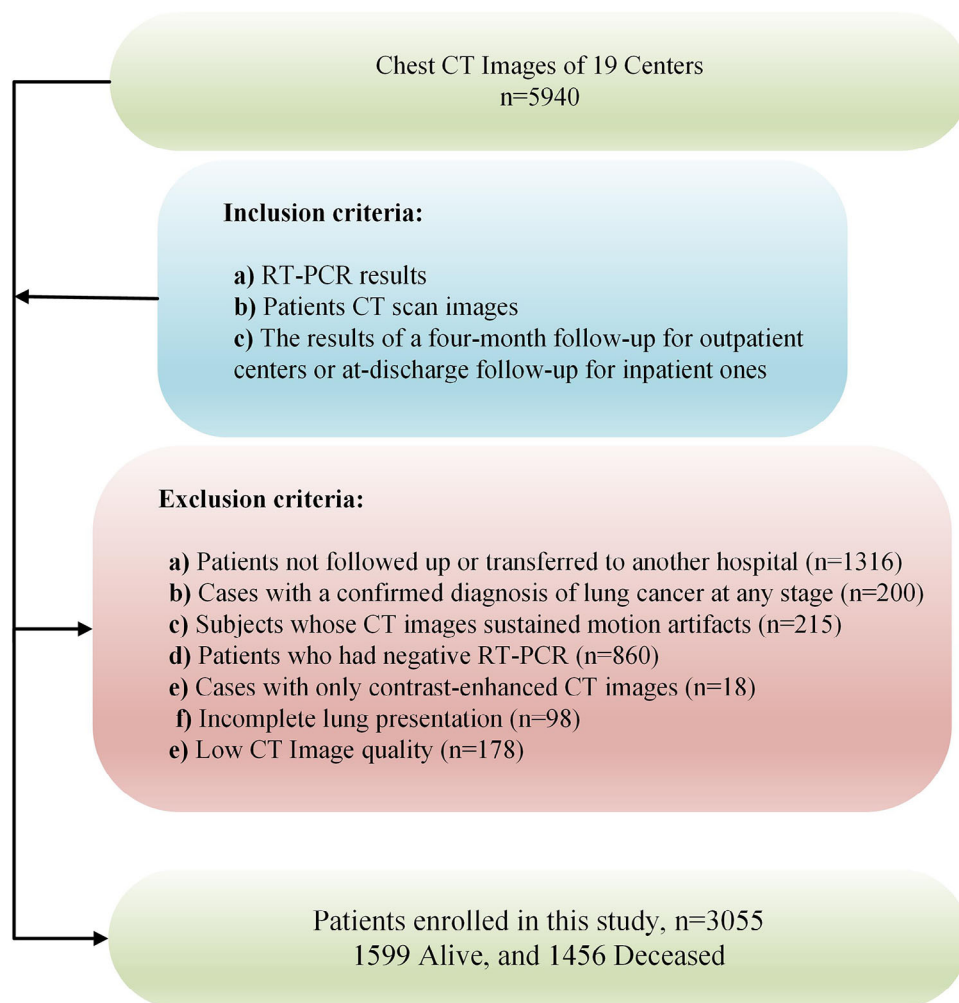 Chest CT Images of 19 Centers
n=5940
Inclusion criteria:
a) RT-PCR results
b) Patients CT scan images
c) The results of a four-month follow-up for outpatient
centers or at-discharge follow-up for inpatient ones
Exclusion criteria:
a) Patients not followed up or transferred to another hospital (n=1316)
b) Cases with a confirmed diagnosis of lung cancer at any stage (n=200)
c) Subjects whose CT images sustained motion artifacts (n=215)
d) Patients who had negative RT-PCR (n=860)
e) Cases with only contrast-enhanced CT images (n=18)
f) Incomplete lung presentation (n=98)
e) Low CT Image quality (n=178)
Patients enrolled in this study, n=3055
1599 Alive, and 1456 Deceased